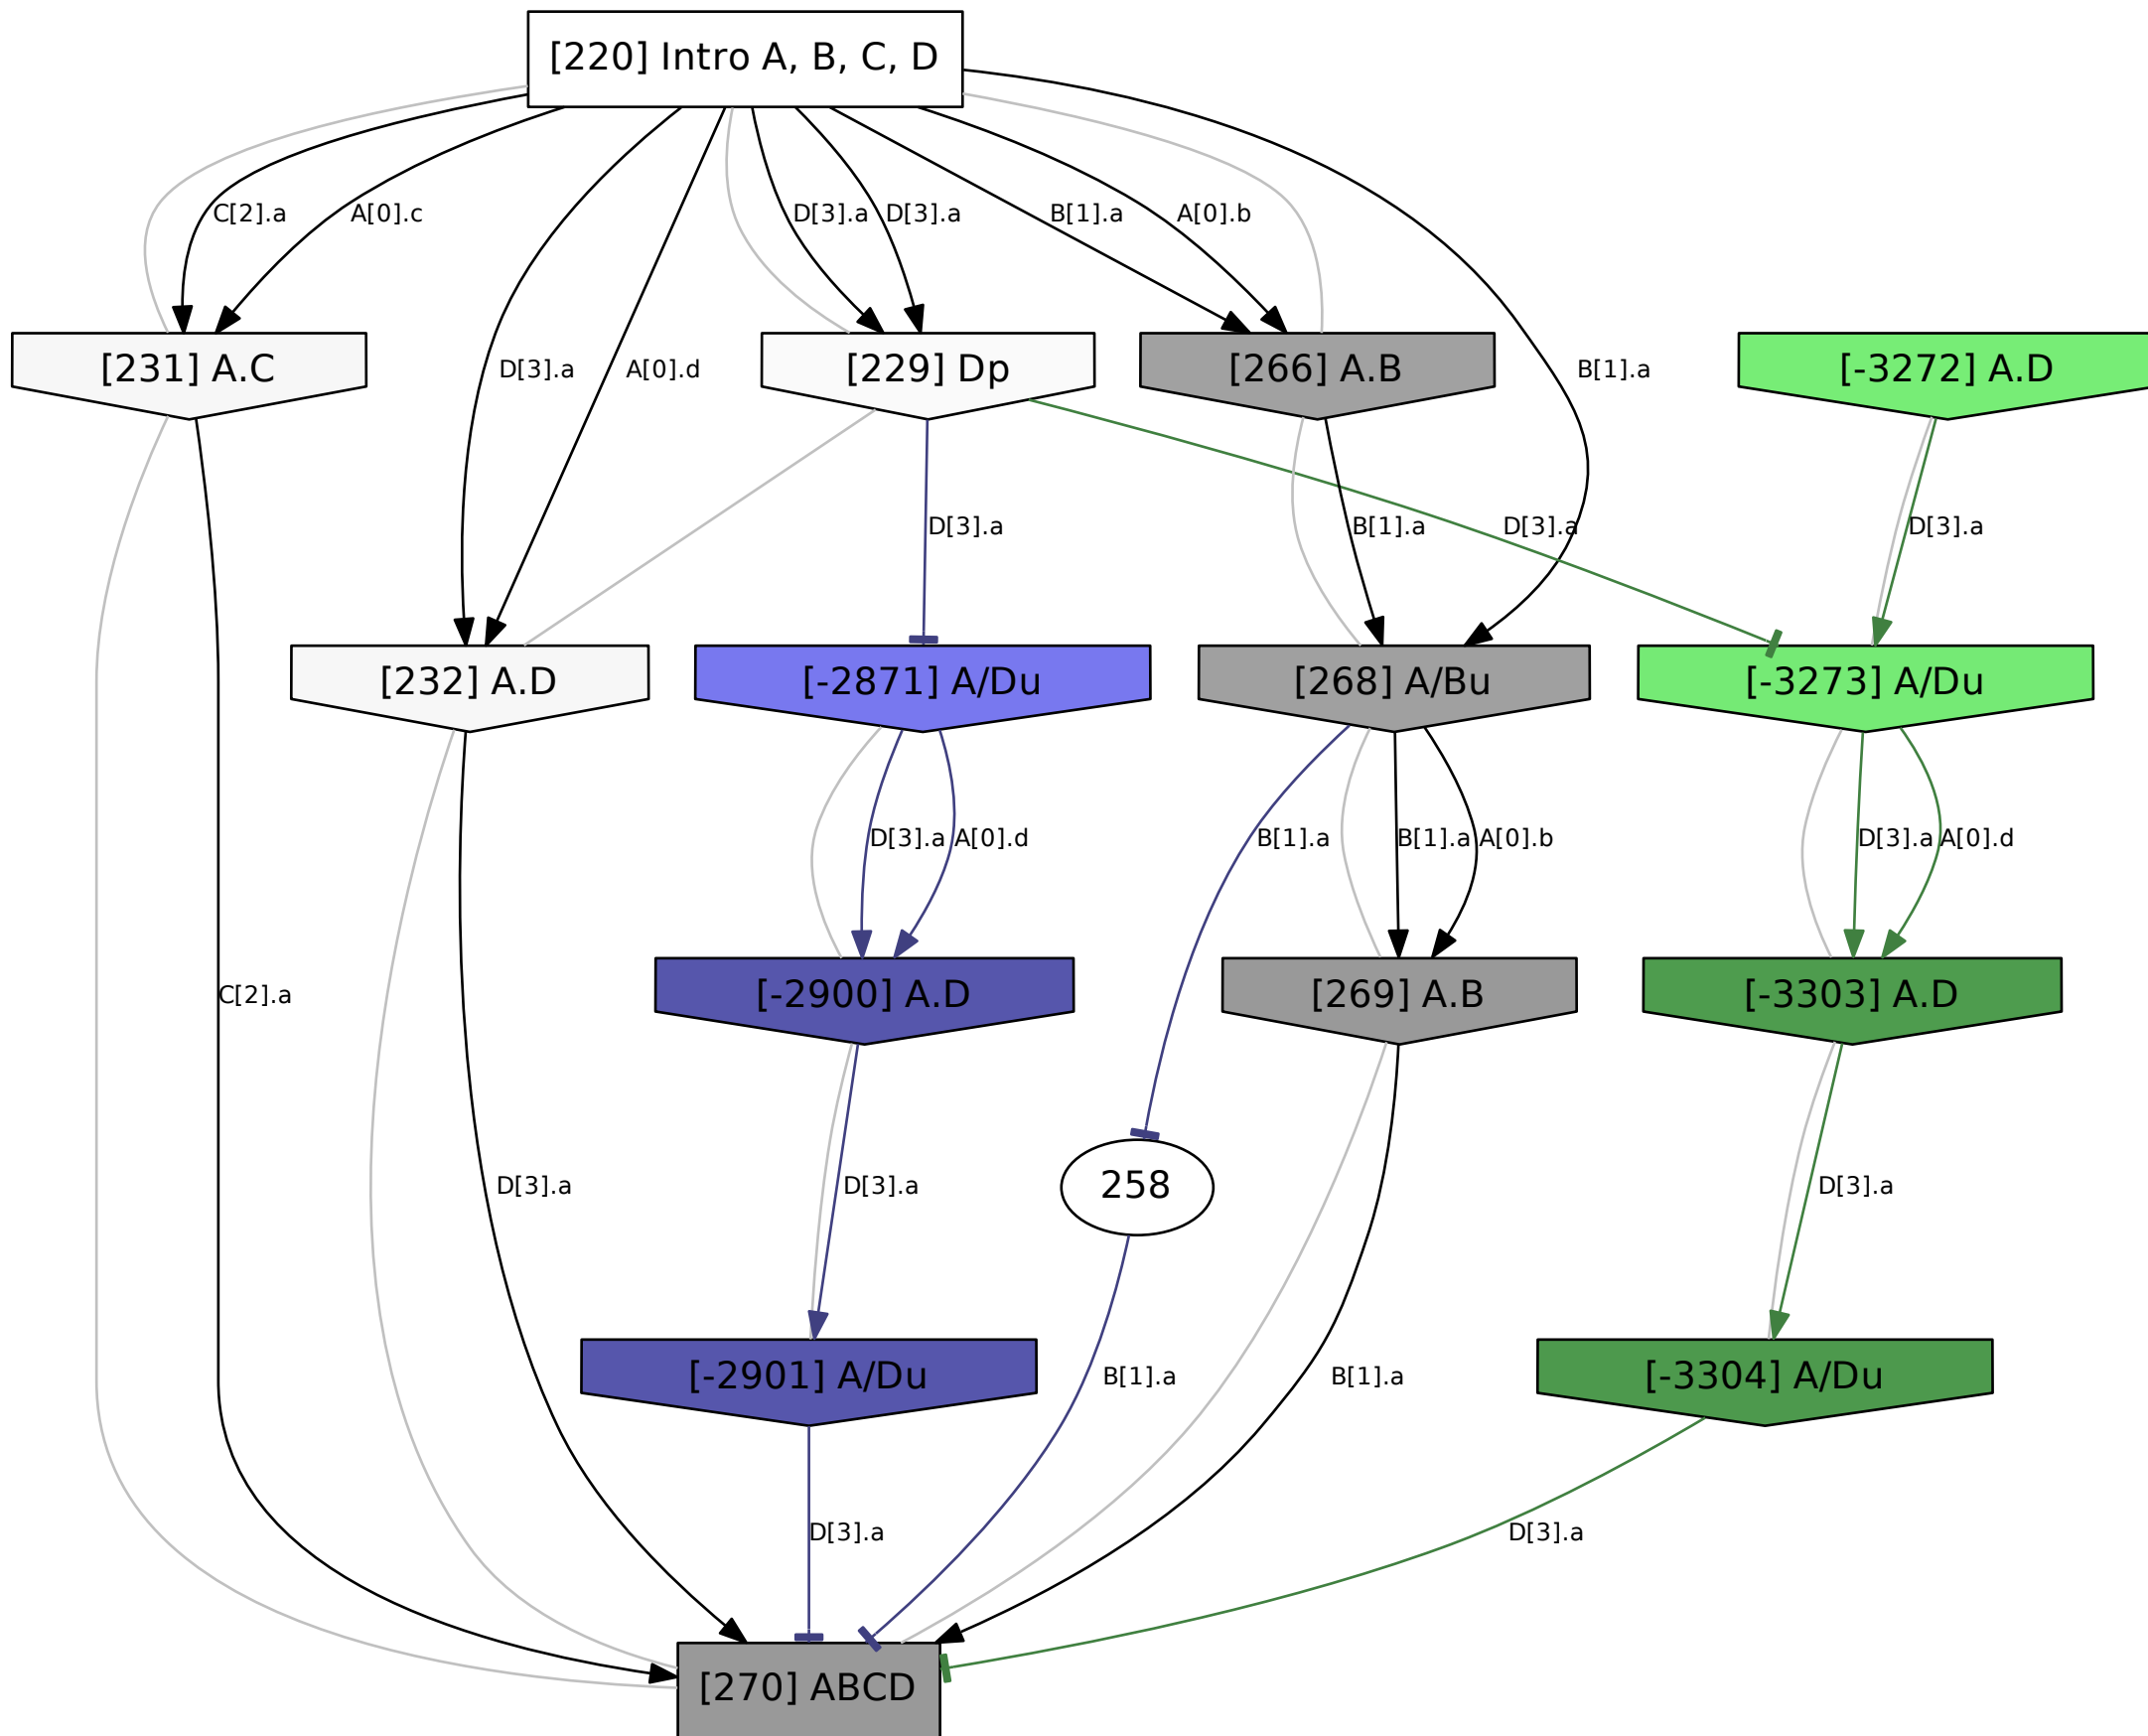 [220] Intro A, B, C, D
C[2].a
A[0].c
D[3].a
D[3].a
B[1].a
A[0].b
[231] A.C
D[3].a
A[0].d
[229] Dp
[266] A.B
B[1].a
[-3272] A.D
D[3].a
B[1].a
D[3].a
D[3].a
[232] A.D
[-2871] A/Du
[268] A/Bu
[-3273] A/Du
D[3].a
A[0].d
B[1].a
B[1].a
A[0].b
D[3].a
A[0].d
C[2].a
[-2900] A.D
[269] A.B
[-3303] A.D
D[3].a
D[3].a
258
D[3].a
[-2901] A/Du
B[1].a
B[1].a
[-3304] A/Du
D[3].a
D[3].a
[270] ABCD